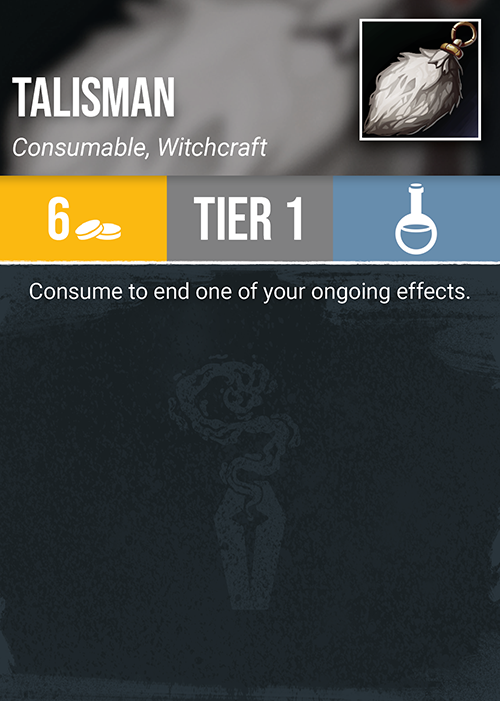 TALISMAN
Consumable, Witchcraft
6 TIER 1
Consume to end one of your ongoing effects.